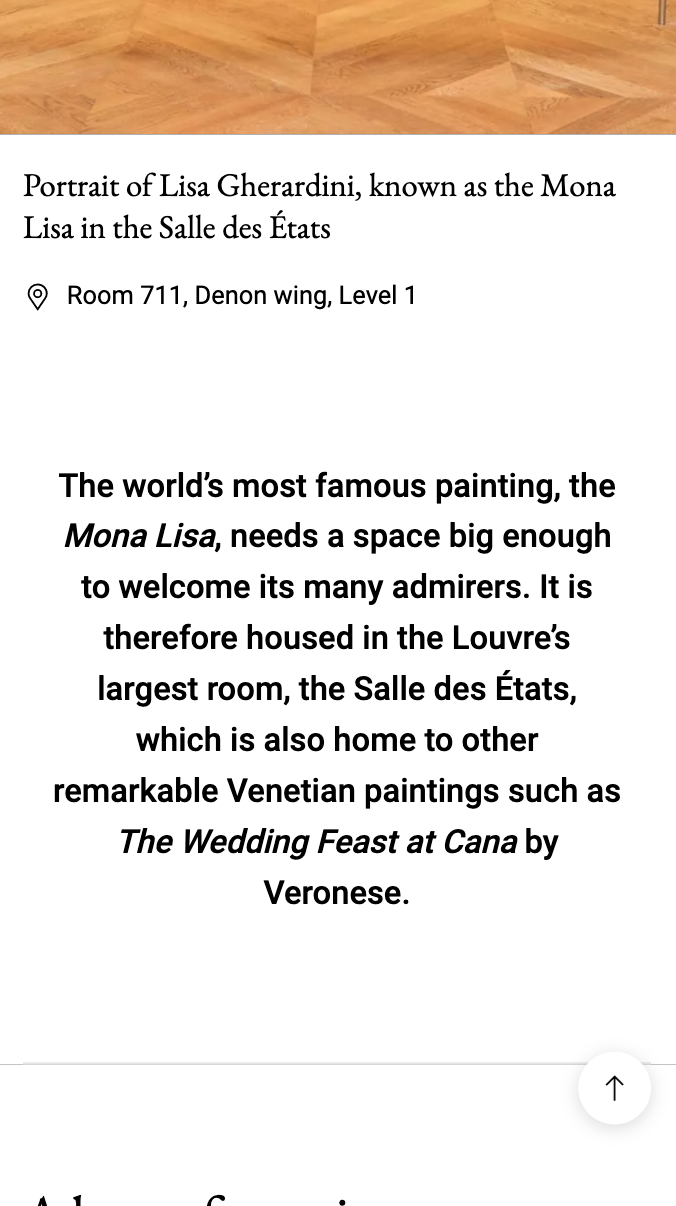 Portrait of Lisa Gherardini, known as the Mona
Lisa in the Salle des États
Room 711, Denon wing, Level 1
The world’s most famous painting, the
Mona Lisa, needs a space big enough
to welcome its many admirers. It is
therefore housed in the Louvre’s
largest room, the Salle des États,
which is also home to other
remarkable Venetian paintings such as
The Wedding Feast at Cana by
Veronese.